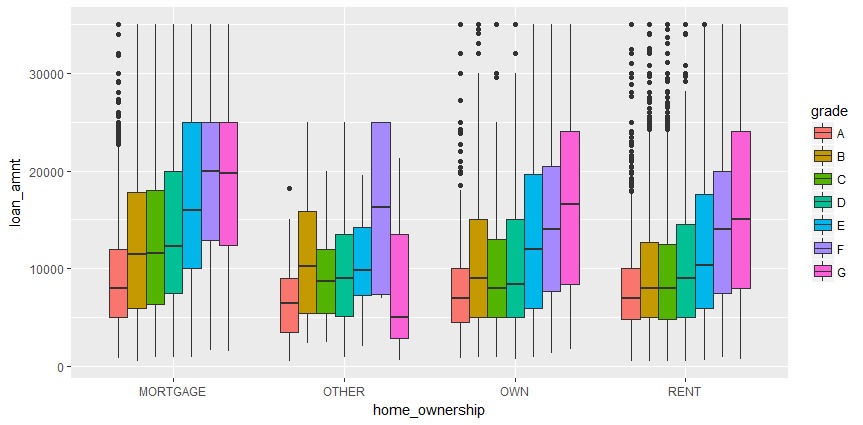 loan_amnt
30000
20000
10000
0
MORTGAGE OTHER OWN RENT
home_ownership
grade
A
B
C
D
E
F
G